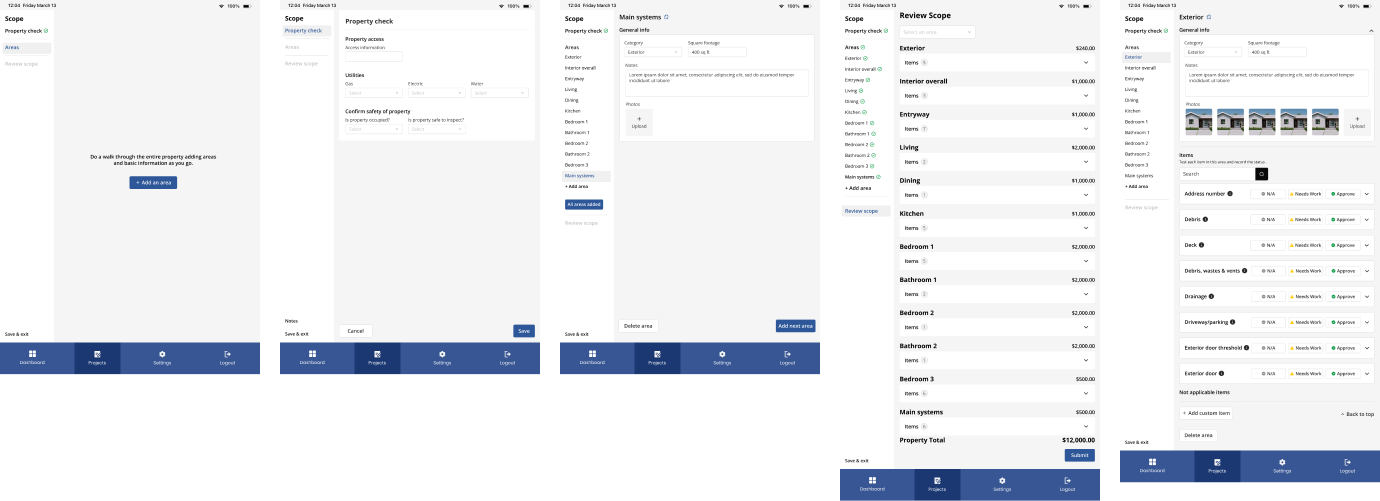 12:04 Friday March 13
100%
Scope
Property check
Areas
Review scope
Do a walk through the entire property adding areas
and basic information as you go.
+ Add an area
Save & exit
Dashboard
Projects
Settings
Logout
12:04 Friday March 13
100%
Scope
Property check
Areas
Review scope
Notes
Save & exit
Property check
Property access
Access information
Utilities
Gas
Electric
Water
Select
Select
Select
Confirm safety of property
Is property occupied?
Is property safe to inspect?
Select
Select
Cancel
Save
Dashboard
Projects
Settings
Logout
12:04 Friday March 13
100%
Scope
Property check
Areas
Exterior
Interior overall
Entryway
Living
Dining
Kitchen
Bedroom 1
Bathroom 1
Bedroom 2
Bathroom 2
Bedroom 3
Main systems
+ Add area
All areas added
Review scope
Save & exit
Main systems
General info
Category
Square footage
Exterior
400 sq ft
Notes
Lorem ipsum dolor sit amet, consectetur adipiscing elit, sed do eiusmod tempor
incididunt ut labore
Photos
+
Upload
Delete area
Add next area
Dashboard
Projects
Settings
Logout
12:04 Friday March 13
100%
Scope
Property check
Areas
Exterior
Interior overall
Entryway
Living
Dining
Kitchen
Bedroom 1
Bathroom 1
Bedroom 2
Bathroom 2
Bedroom 3
Main systems
+ Add area
Review scope
Save & exit
Review Scope
Select an area
Exterior $240.00
Items
Interior overall $1,000.00
Items
Entryway $1,000.00
Items
Living $2,000.00
Items
Dining $1,000.00
Items
Kitchen $1,000.00
Items
Bedroom 1 $2,000.00
Items
Bathroom 1 $2,000.00
Items
Bedroom 2 $2,000.00
Items
Bathroom 2 $2,000.00
Items
Bedroom 3 $500.00
Items
Main systems $500.00
Items
Property Total $12,000.00
Submit
Dashboard
Projects
Settings
Logout
12:04 Friday March 13
100%
Scope
Property check
Areas
Exterior
Interior overall
Entryway
Living
Dining
Kitchen
Bedroom 1
Bathroom 1
Bedroom 2
Bathroom 2
Bedroom 3
Main systems
+ Add area
Review scope
Save & exit
Exterior
General info
Category
Square footage
Exterior
400 sq ft
Notes
Lorem ipsum dolor sit amet, consectetur adipiscing elit, sed do eiusmod tempor
incididunt ut labore
Photos
+
Upload
Items
Test each item in this area and record the status.
Search
Address number N/A Needs Work Approve
Debris N/A Needs Work Approve
Deck N/A Needs Work Approve
Debris, wastes & vents N/A Needs Work Approve
Drainage N/A Needs Work Approve
Driveway/parking N/A Needs Work Approve
Exterior door threshold N/A Needs Work Approve
Exterior door N/A Needs Work Approve
Not applicable items
+ Add custom item
Back to top
Delete area
Dashboard
Projects
Settings
Logout